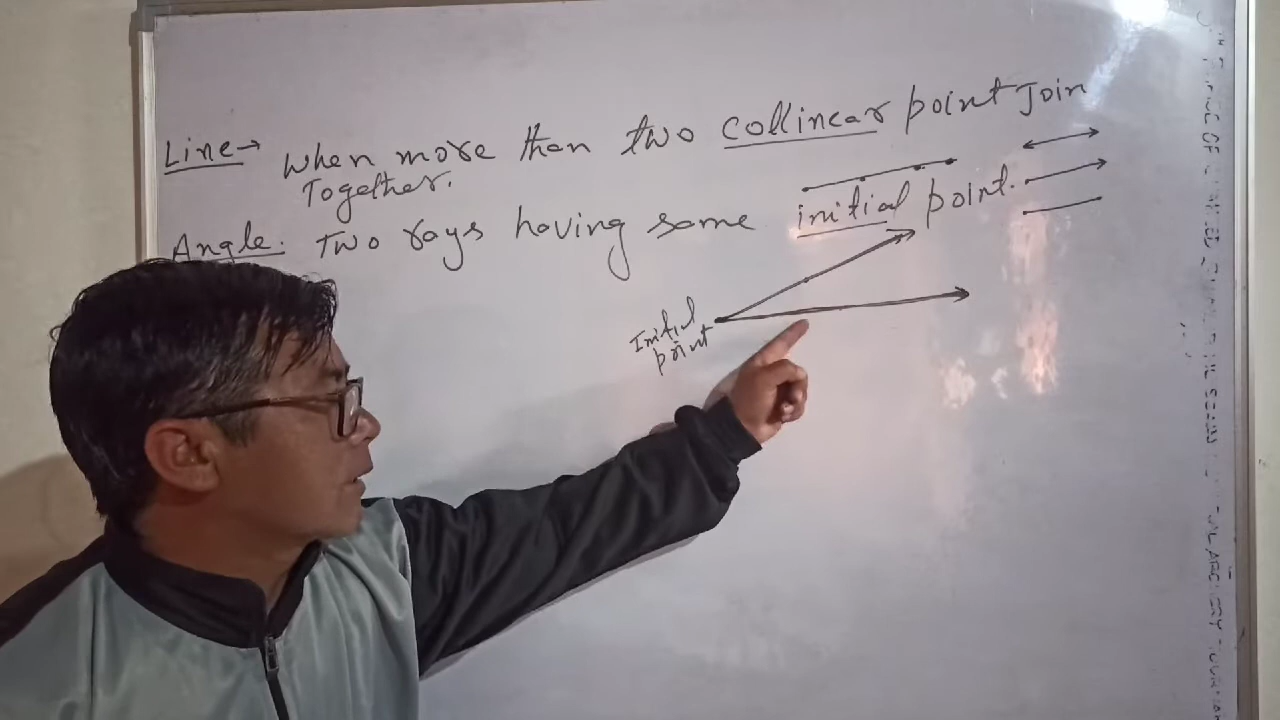 Line → When more than two collinear point Join
Together.
Angle: Two rays having same initial point.
Initial
point